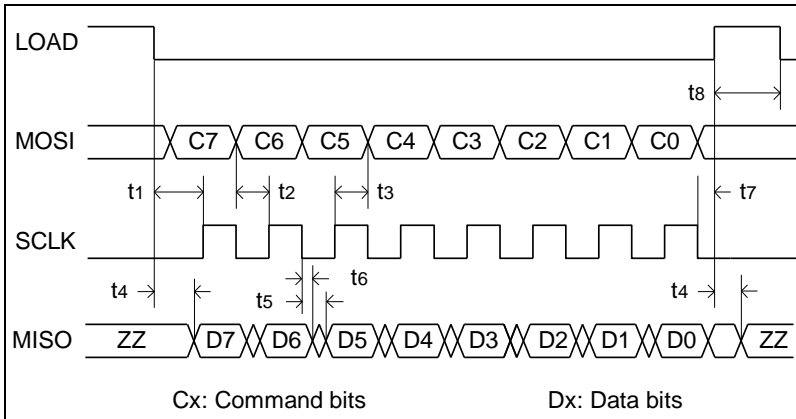 LOAD
t8
MOSI C7 C6 C5 C4 C3 C2 C1 C0
t1 t2 t3 t7
SCLK
t4 t5 t6 t4
MISO ZZ D7 D6 D5 D4 D3 D2 D1 D0 ZZ
Cx: Command bits Dx: Data bits